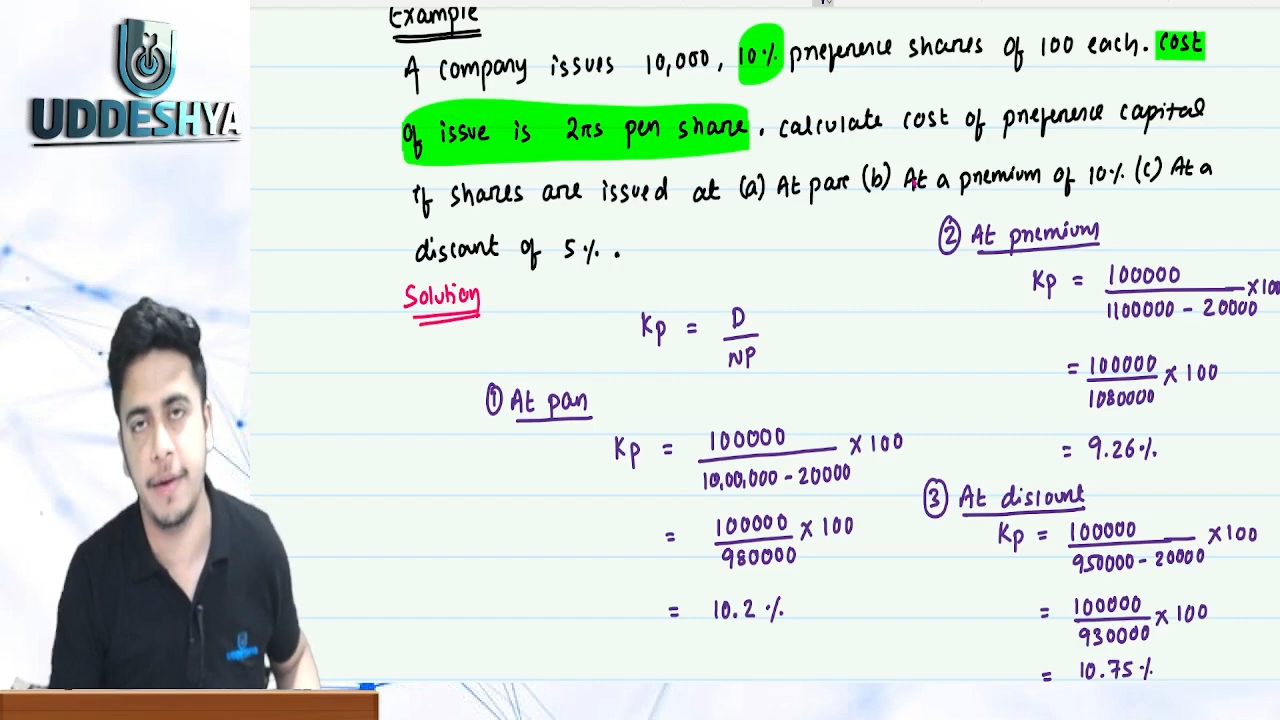 UDDESHYA
Example
A company issues 10,000, 10% preference shares of 100 each. cost
of issue is 2rs per share. calculate cost of preference capital
if shares are issued at (a) At par (b) At a premium of 10% (c) At a
discount of 5%.
Solution
Kp = D
NP
① At par
Kp = 100000 × 100
10,00,000 - 20000
= 100000 × 100
980000
= 10.2 %
② At premium
Kp = 100000 × 100
1100000 - 20000
= 100000 × 100
1080000
= 9.26 %
③ At discount
Kp = 100000 × 100
950000 - 20000
= 100000 × 100
930000
= 10.75 %
UDDESHYA